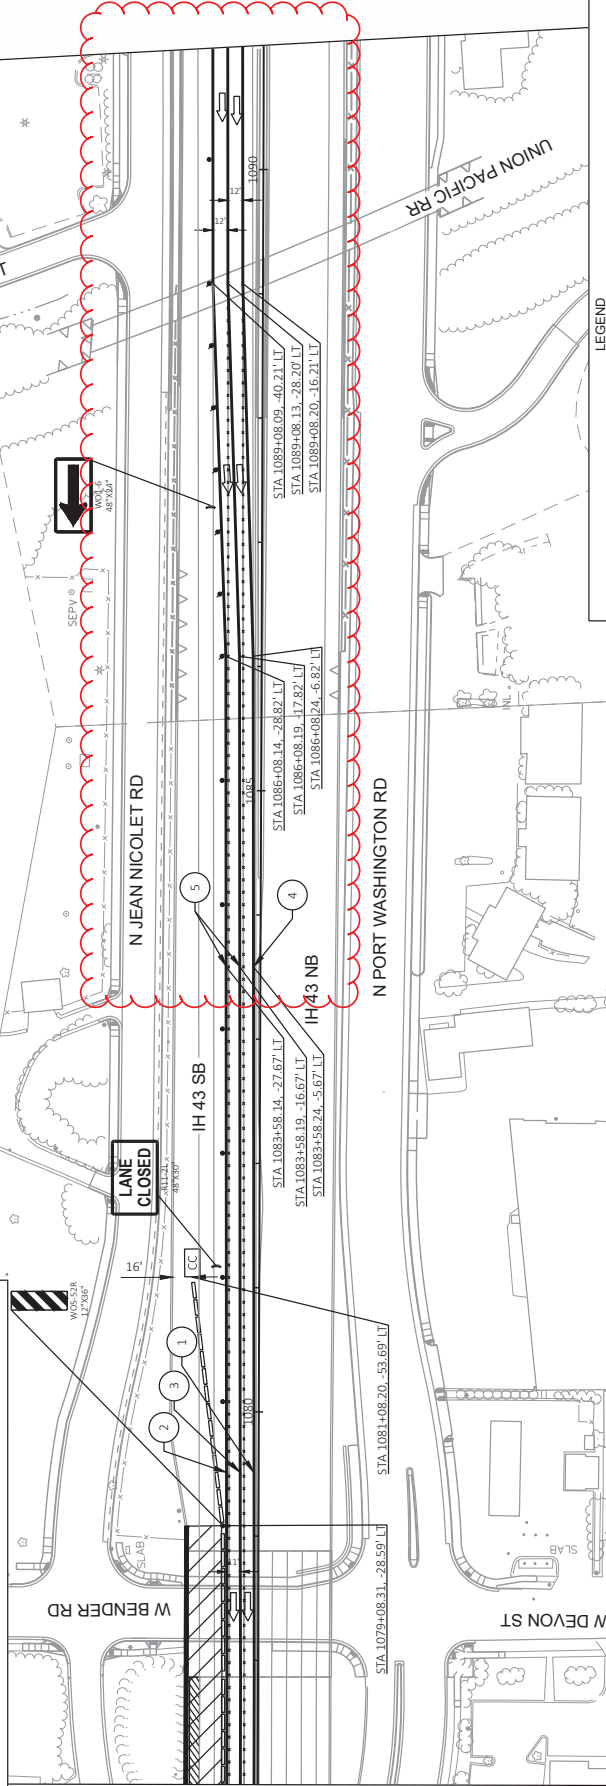 UNION PACIFIC RR
1090
12'
12'
LEGEND
STA 1089+08.09, -40.21' LT
STA 1089+08.13, -28.20' LT
STA 1089+08.20, -16.21' LT
48"X24"
SEPV
STA 1086+08.14, -28.82' LT
STA 1086+08.19, -17.82' LT
STA 1086+08.24, -6.82' LT
INL
1085
N JEAN NICOLET RD
N PORT WASHINGTON RD
5
4
IH 43 NB
IH 43 SB
STA 1083+58.14, -27.67' LT
STA 1083+58.19, -16.67' LT
STA 1083+58.24, -5.67' LT
LANE
CLOSED
R11-2L
48"X30"
16'
CC
WO5-52R
12"X36"
1
3
2
1080
STA 1081+08.20, -53.69' LT
STA 1079+08.31, -28.59' LT
SLAB
SLAB
11'
W BENDER RD
W DEVON ST